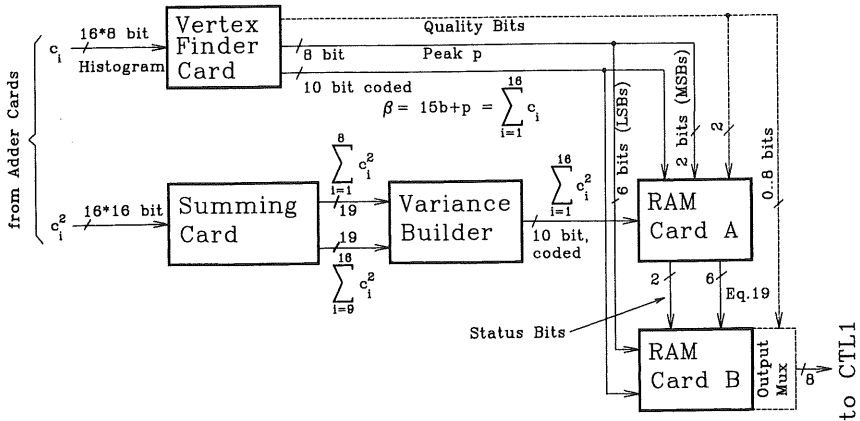 from Adder Cards
c_i
16*8 bit
Histogram
Vertex
Finder
Card
Quality Bits
8 bit
Peak p
10 bit coded
β = 15b+p = ∑_{i=1}^{16} c_i
6 bits (LSBs)
2 bits (MSBs)
2
0..8 bits
c_i^2
16*16 bit
Summing
Card
∑_{i=1}^{8} c_i^2
19
19
∑_{i=9}^{16} c_i^2
Variance
Builder
∑_{i=1}^{16} c_i^2
10 bit,
coded
RAM
Card A
2
6
Eq.19
Status Bits
RAM
Card B
Output
Mux
8
to CTL1